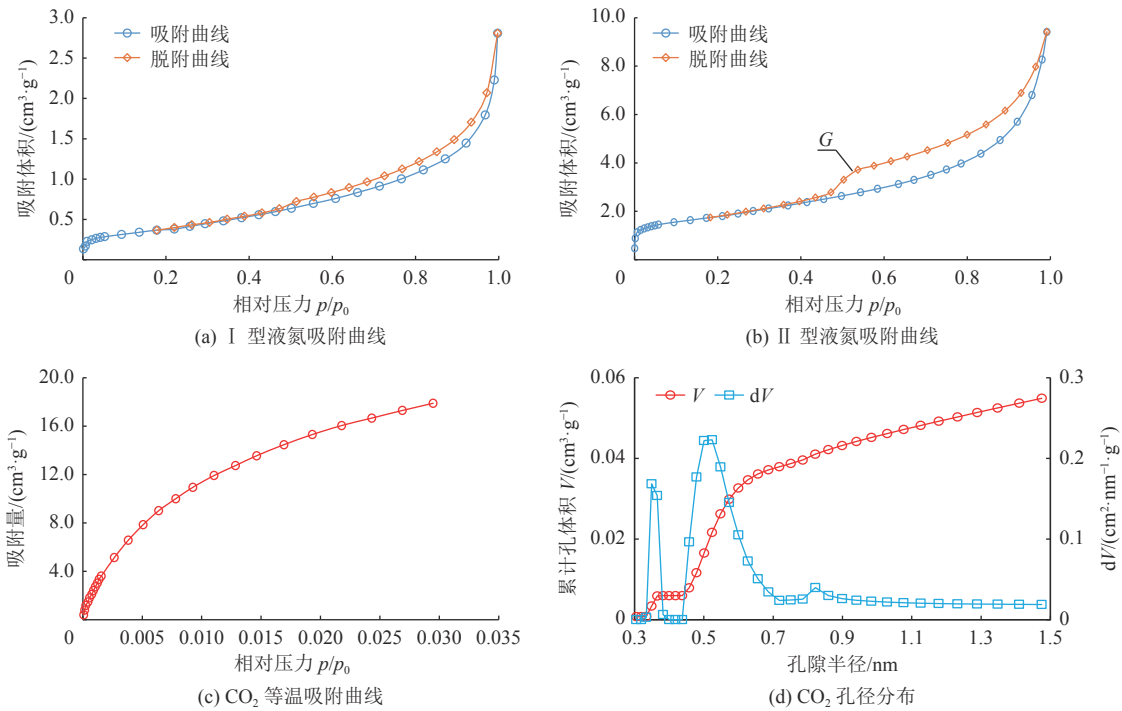 3.0
2.5
2.0
1.5
1.0
0.5
0
吸附体积/(cm³·g⁻¹)
吸附曲线
脱附曲线
0.2 0.4 0.6 0.8 1.0
相对压力 p/p₀
(a) Ⅰ 型液氮吸附曲线
10.0
8.0
6.0
4.0
2.0
0
吸附体积/(cm³·g⁻¹)
吸附曲线
脱附曲线
G
0.2 0.4 0.6 0.8 1.0
相对压力 p/p₀
(b) Ⅱ 型液氮吸附曲线
20.0
16.0
12.0
8.0
4.0
0
吸附量/(cm³·g⁻¹)
0.005 0.010 0.015 0.020 0.025 0.030 0.035
相对压力 p/p₀
(c) CO₂ 等温吸附曲线
0.06
0.04
0.02
0
累计孔体积 V/(cm³·g⁻¹)
V dV
0.3
0.2
0.1
0
dV/(cm²·nm⁻¹·g⁻¹)
0.3 0.5 0.7 0.9 1.1 1.3 1.5
孔隙半径/nm
(d) CO₂ 孔径分布